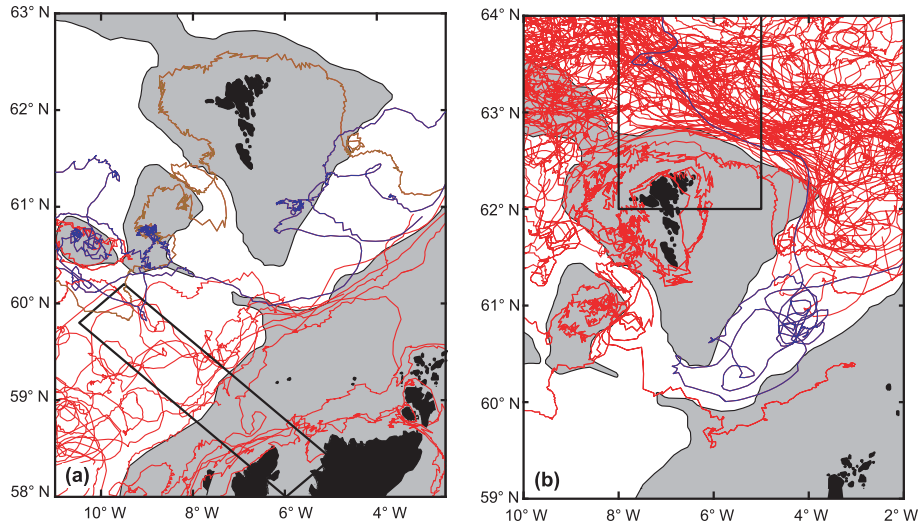 63° N
62° N
61° N
60° N
59° N
58° N
(a)
10° W
8° W
6° W
4° W
64° N
63° N
62° N
61° N
60° N
59° N
(b)
10° W
8° W
6° W
4° W
2° W